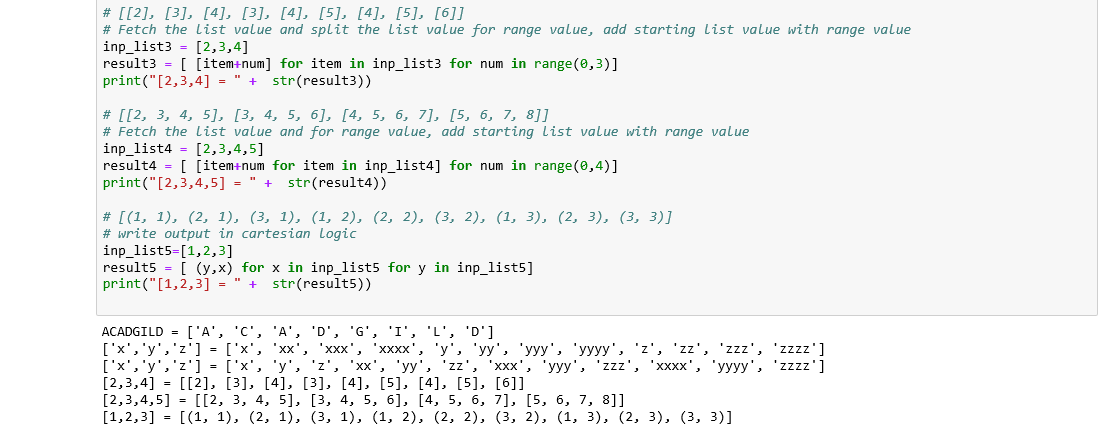 # [[2], [3], [4], [3], [4], [5], [4], [5], [6]]
# Fetch the list value and split the list value for range value, add starting list value with range value
inp_list3 = [2,3,4]
result3 = [ [item+num] for item in inp_list3 for num in range(0,3)]
print("[2,3,4] = " +  str(result3))
# [[2, 3, 4, 5], [3, 4, 5, 6], [4, 5, 6, 7], [5, 6, 7, 8]]
# Fetch the list value and for range value, add starting list value with range value
inp_list4 = [2,3,4,5]
result4 = [ [item+num for item in inp_list4] for num in range(0,4)]
print("[2,3,4,5] = " +  str(result4))
# [(1, 1), (2, 1), (3, 1), (1, 2), (2, 2), (3, 2), (1, 3), (2, 3), (3, 3)]
# write output in cartesian logic
inp_list5=[1,2,3]
result5 = [ (y,x) for x in inp_list5 for y in inp_list5]
print("[1,2,3] = " +  str(result5))
ACADGILD = ['A', 'C', 'A', 'D', 'G', 'I', 'L', 'D']
['x','y','z'] = ['x', 'xx', 'xxx', 'xxxx', 'y', 'yy', 'yyy', 'yyyy', 'z', 'zz', 'zzz', 'zzzz']
['x','y','z'] = ['x', 'y', 'z', 'xx', 'yy', 'zz', 'xxx', 'yyy', 'zzz', 'xxxx', 'yyyy', 'zzzz']
[2,3,4] = [[2], [3], [4], [3], [4], [5], [4], [5], [6]]
[2,3,4,5] = [[2, 3, 4, 5], [3, 4, 5, 6], [4, 5, 6, 7], [5, 6, 7, 8]]
[1,2,3] = [(1, 1), (2, 1), (3, 1), (1, 2), (2, 2), (3, 2), (1, 3), (2, 3), (3, 3)]